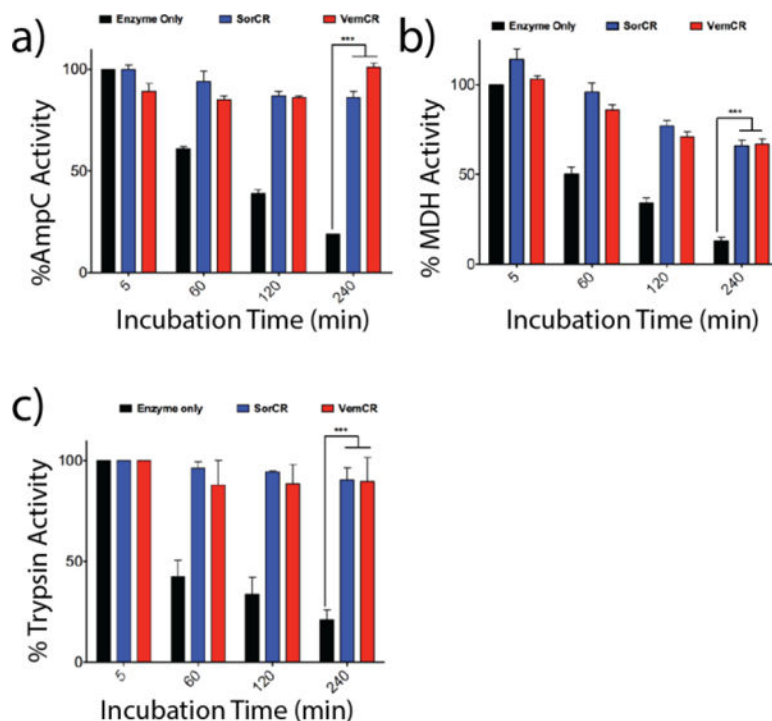 a)
Enzyme Only SorCR VemCR
***
100
50
0
%AmpC Activity
5 60 120 240
Incubation Time (min)
b)
Enzyme Only SorCR VemCR
***
100
50
0
% MDH Activity
5 60 120 240
Incubation Time (min)
c)
Enzyme only SorCR VemCR
***
100
50
0
% Trypsin Activity
5 60 120 240
Incubation Time (min)